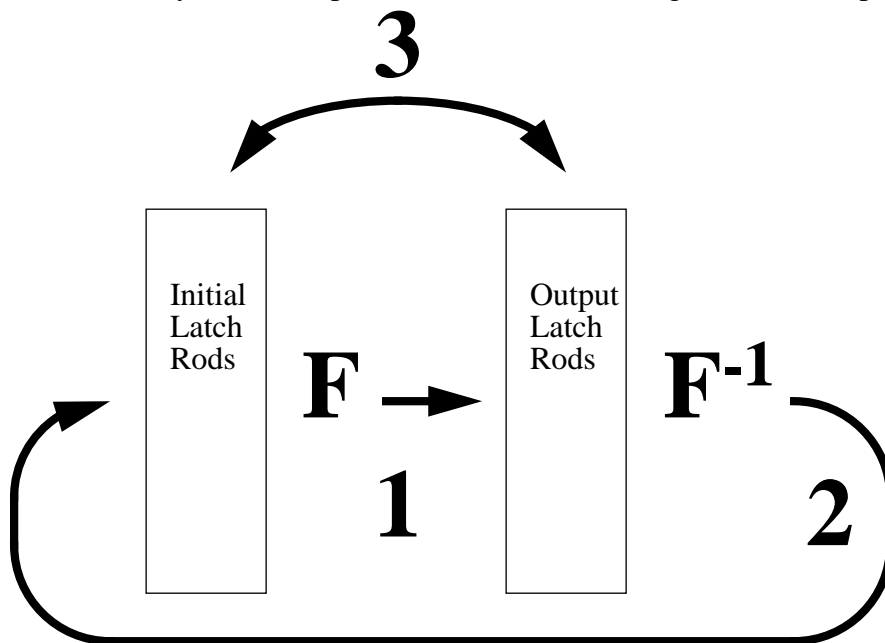 3
Initial
Latch
Rods
Output
Latch
Rods
F
F-1
1
2